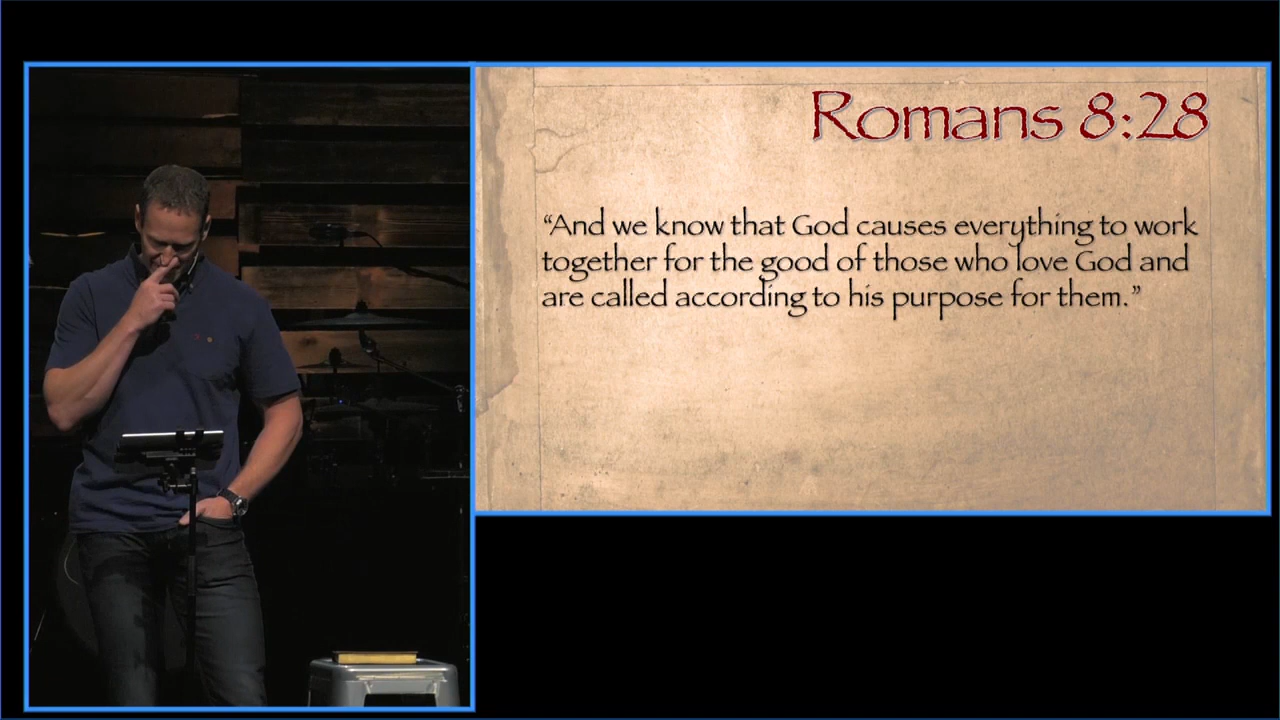 Romans 8:28
“And we know that God causes everything to work
together for the good of those who love God and
are called according to his purpose for them.”